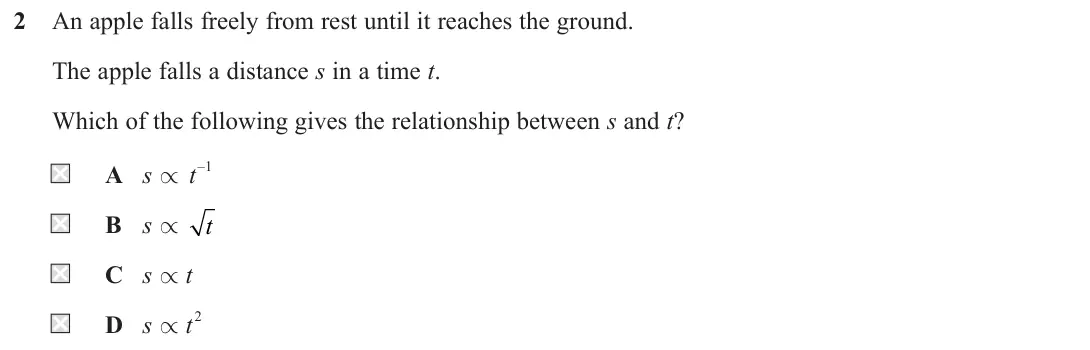 2 An apple falls freely from rest until it reaches the ground.
The apple falls a distance s in a time t.
Which of the following gives the relationship between s and t?
A s ∝ t⁻¹
B s ∝ √t
C s ∝ t
D s ∝ t²